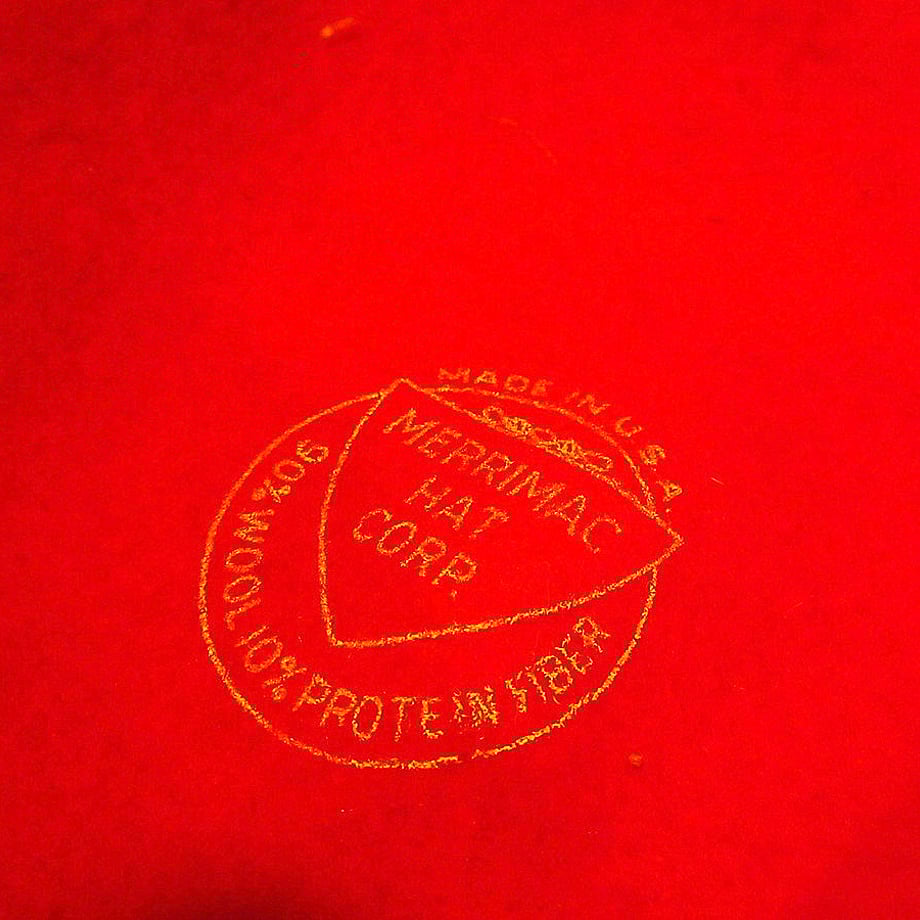 MADE IN U.S.A.
MERRIMAC
HAT
CORP.
90% WOOL 10% PROTEIN FIBER